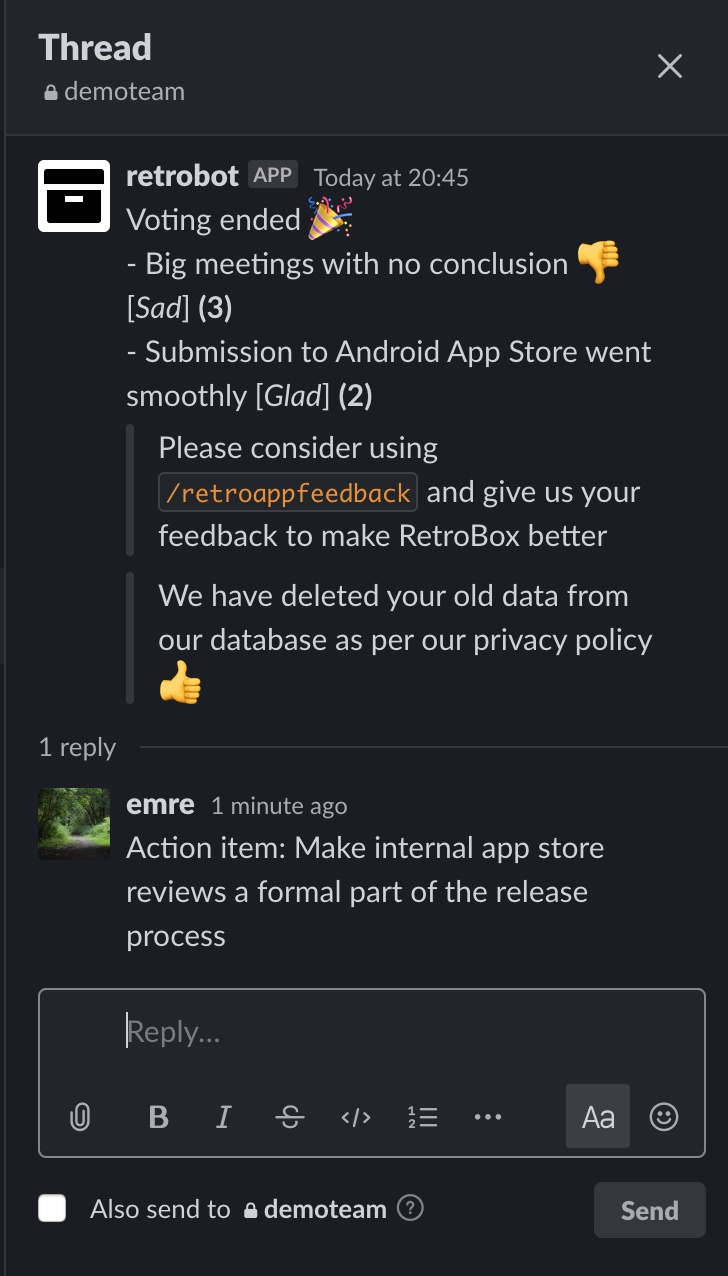 Thread
demoteam
retrobot APP Today at 20:45
Voting ended 🎉
- Big meetings with no conclusion 👎
[Sad] (3)
- Submission to Android App Store went
smoothly [Glad] (2)
Please consider using
/retroappfeedback and give us your
feedback to make RetroBox better
We have deleted your old data from
our database as per our privacy policy
👍
1 reply
emre 1 minute ago
Action item: Make internal app store
reviews a formal part of the release
process
Reply...
B I S </> Aa
Also send to demoteam ? Send